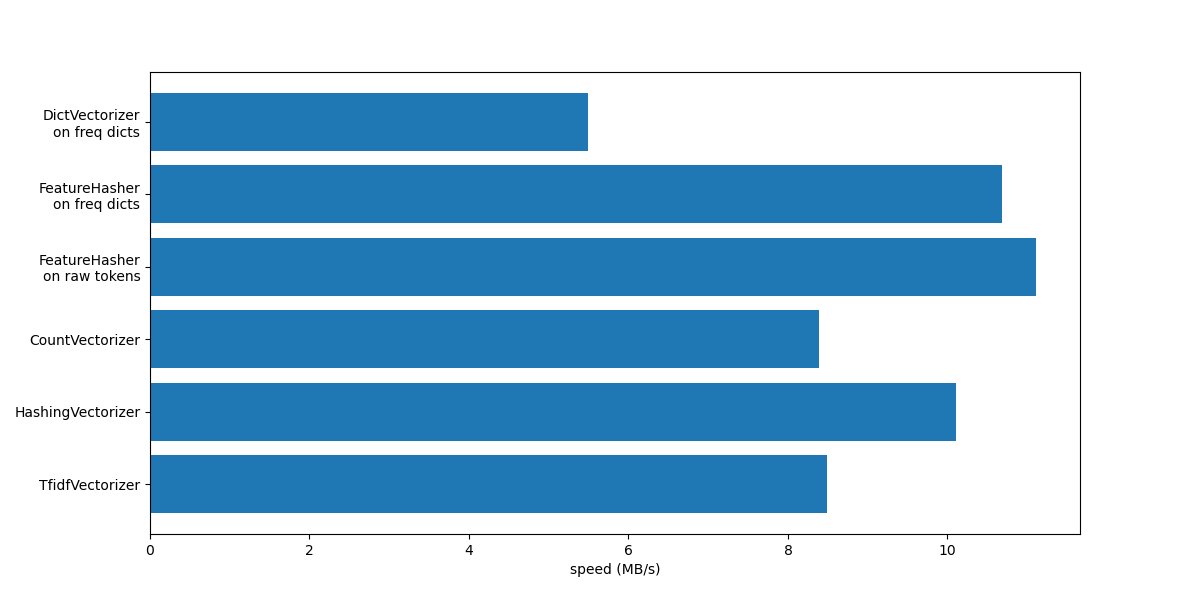 DictVectorizer
on freq dicts
FeatureHasher
on freq dicts
FeatureHasher
on raw tokens
CountVectorizer
HashingVectorizer
TfidfVectorizer
0 2 4 6 8 10
speed (MB/s)